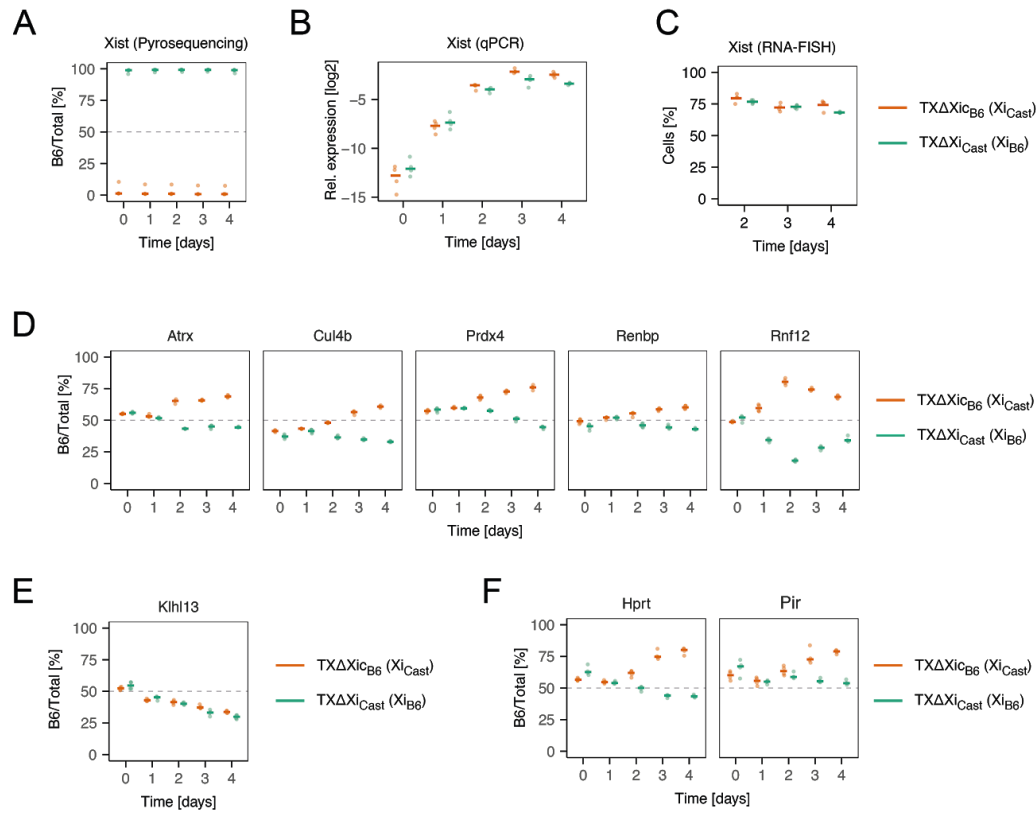 A
Xist (Pyrosequencing)
B6/Total [%]
100
75
50
25
0
0 1 2 3 4
Time [days]
B
Xist (qPCR)
Rel. expression [log2]
−5
−10
−15
0 1 2 3 4
Time [days]
C
Xist (RNA-FISH)
Cells [%]
100
75
50
25
0
2 3 4
Time [days]
TXΔXicB6 (XiCast)
TXΔXiCast (XiB6)
D
Atrx Cul4b Prdx4 Renbp Rnf12
B6/Total [%]
100
75
50
25
0
0 1 2 3 4 0 1 2 3 4 0 1 2 3 4 0 1 2 3 4 0 1 2 3 4
Time [days]
TXΔXicB6 (XiCast)
TXΔXiCast (XiB6)
E
Klhl13
B6/Total [%]
100
75
50
25
0
0 1 2 3 4
Time [days]
TXΔXicB6 (XiCast)
TXΔXiCast (XiB6)
F
Hprt Pir
B6/Total [%]
100
75
50
25
0
0 1 2 3 4 0 1 2 3 4
Time [days]
TXΔXicB6 (XiCast)
TXΔXiCast (XiB6)